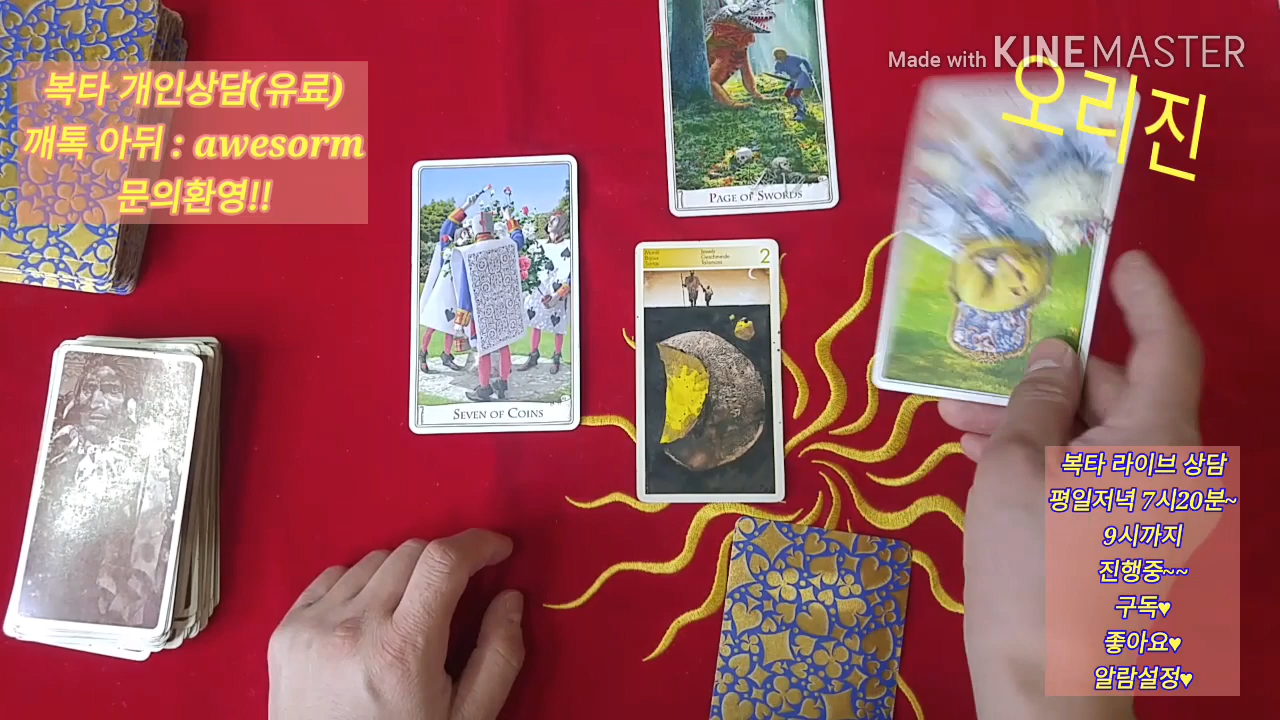 복타 개인상담(유료)
깨톡 아뒤 : awesorm
문의환영!!
Made with KINEMASTER
오리진
PAGE OF SWORDS
2
SEVEN OF COINS
복타 라이브 상담
평일저녁 7시20분~
9시까지
진행중~~
구독♥
좋아요♥
알람설정♥